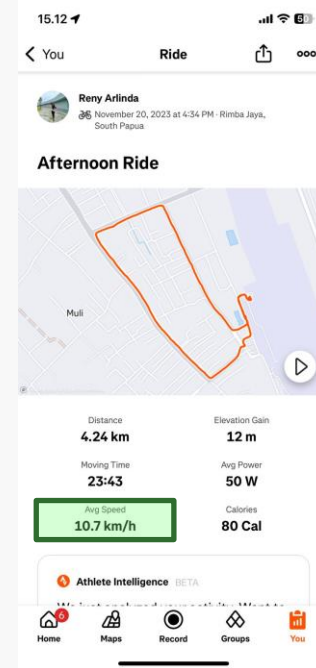 15.12
You
Ride
Reny Arlinda
November 20, 2023 at 4:34 PM · Rimba Jaya,
South Papua
Afternoon Ride
Muli
Distance
4.24 km
Elevation Gain
12 m
Moving Time
23:43
Avg Power
50 W
Avg Speed
10.7 km/h
Calories
80 Cal
Athlete Intelligence BETA
6
Home
Maps
Record
Groups
You